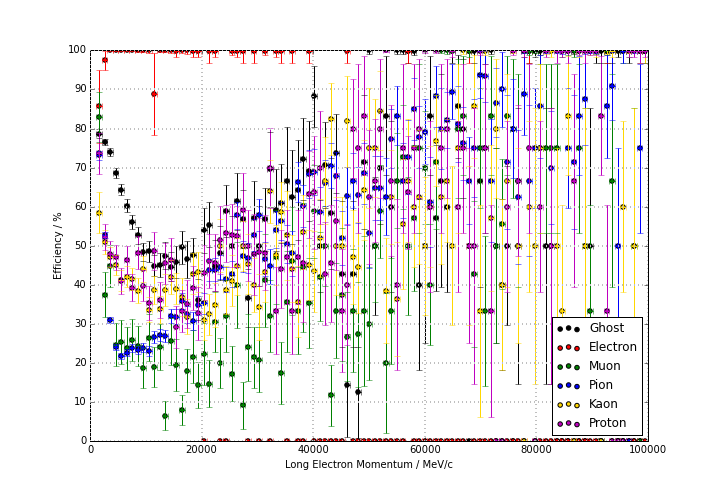 100
90
80
70
60
50
40
30
20
10
0
Efficiency / %
0
20000
40000
60000
80000
100000
Long Electron Momentum / MeV/c
Ghost
Electron
Muon
Pion
Kaon
Proton